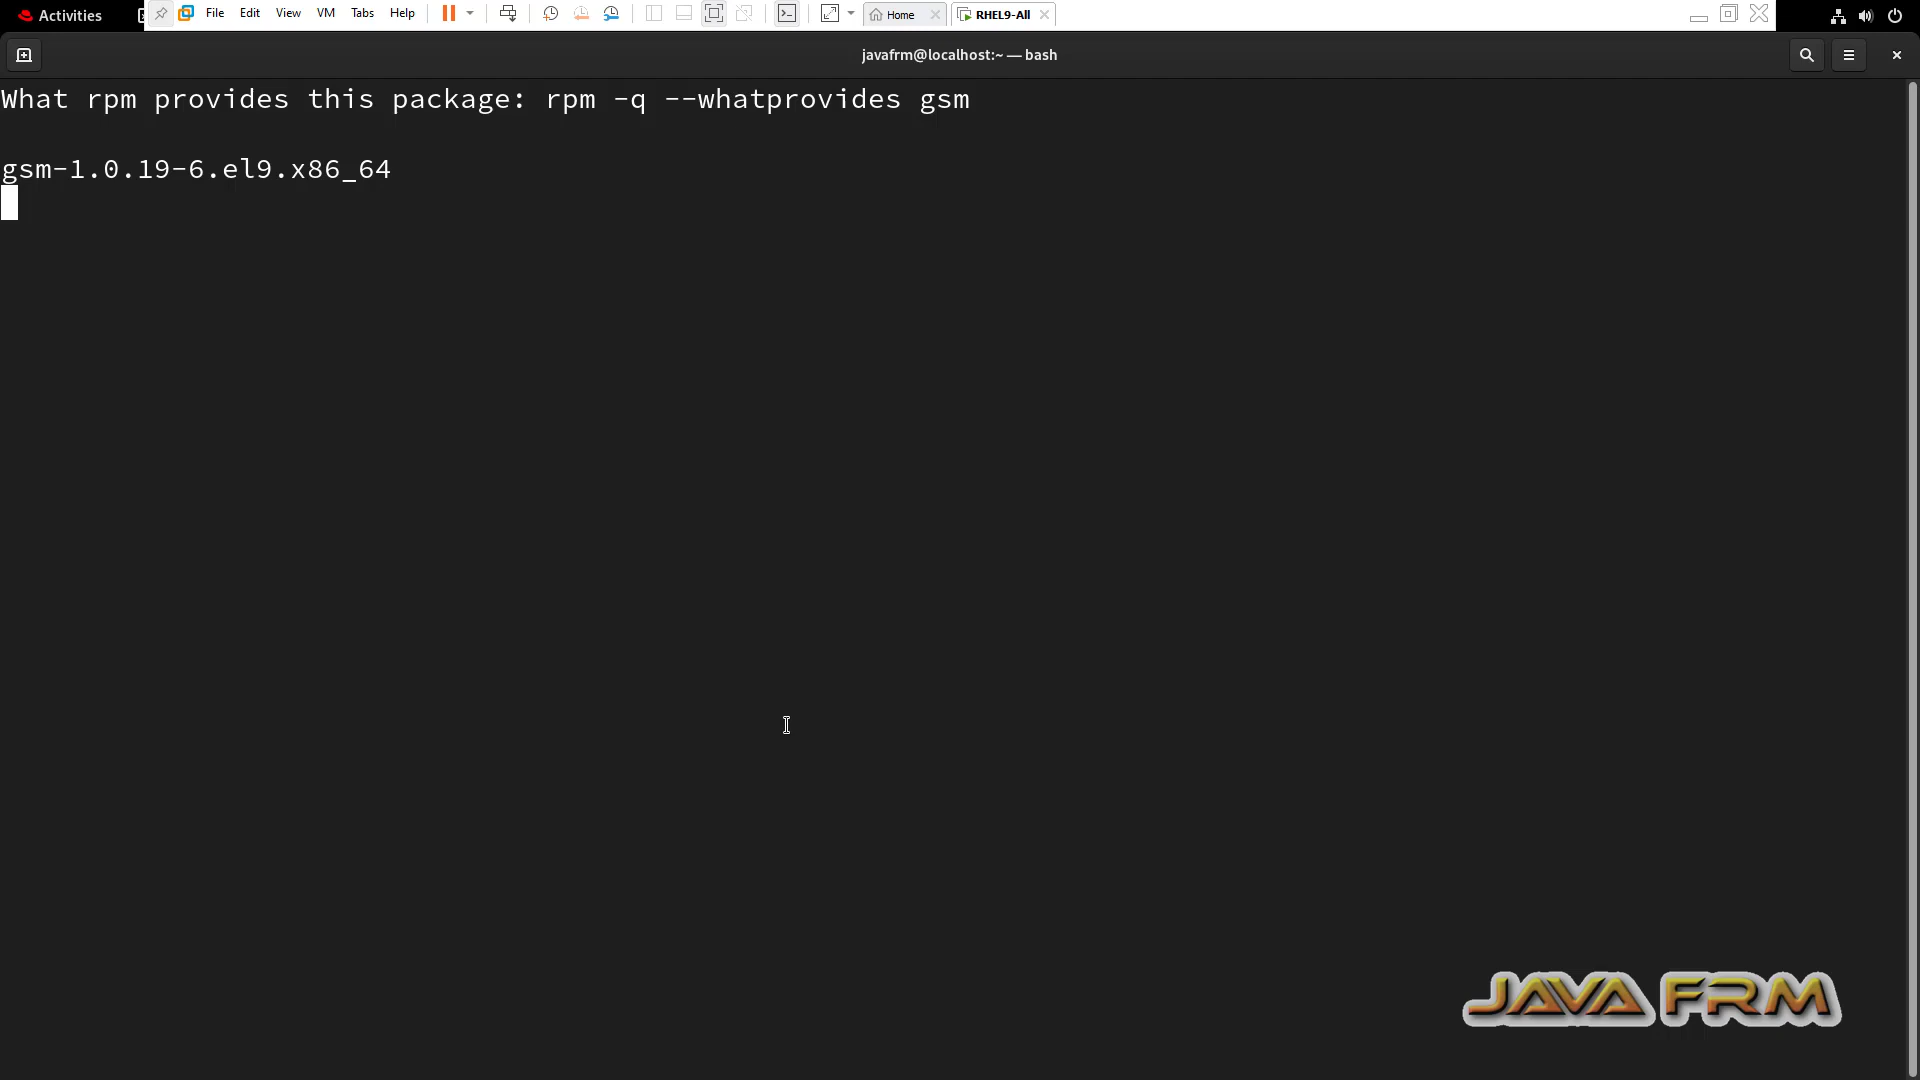 Activities
File Edit View VM Tabs Help
Home
RHEL9-All
javafrm@localhost:~ — bash
What rpm provides this package: rpm -q --whatprovides gsm
gsm-1.0.19-6.el9.x86_64
JAVA FRM